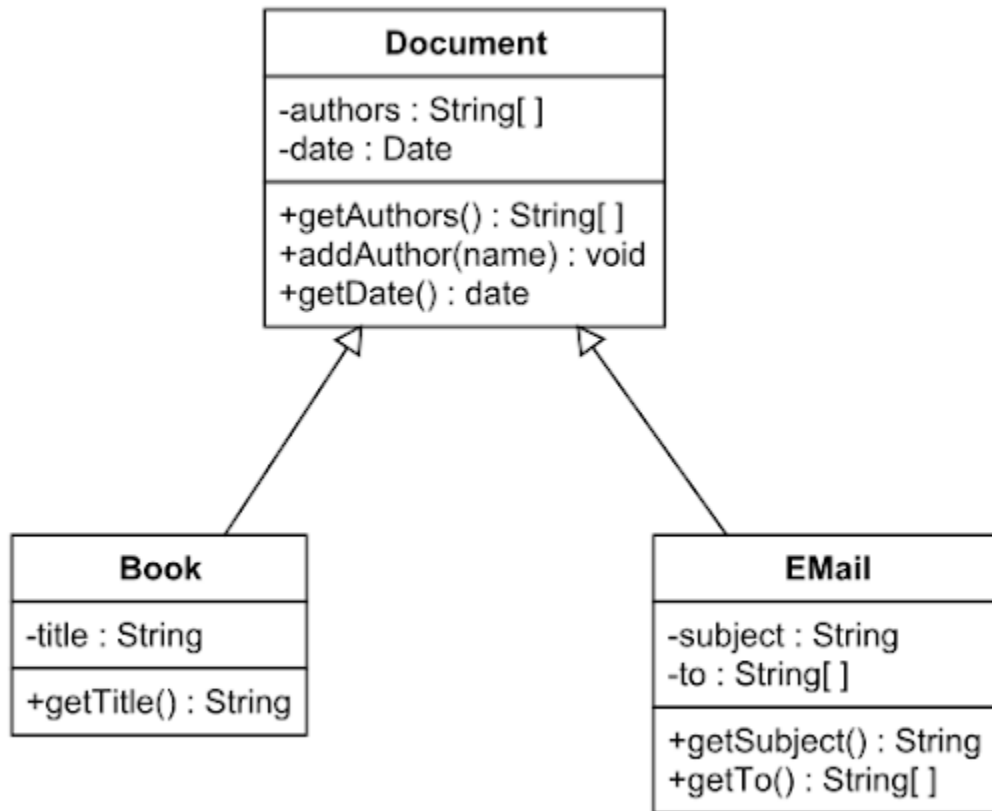 Document
-authors : String[ ]
-date : Date
+getAuthors() : String[ ]
+addAuthor(name) : void
+getDate() : date
Book
-title : String
+getTitle() : String
EMail
-subject : String
-to : String[ ]
+getSubject() : String
+getTo() : String[ ]